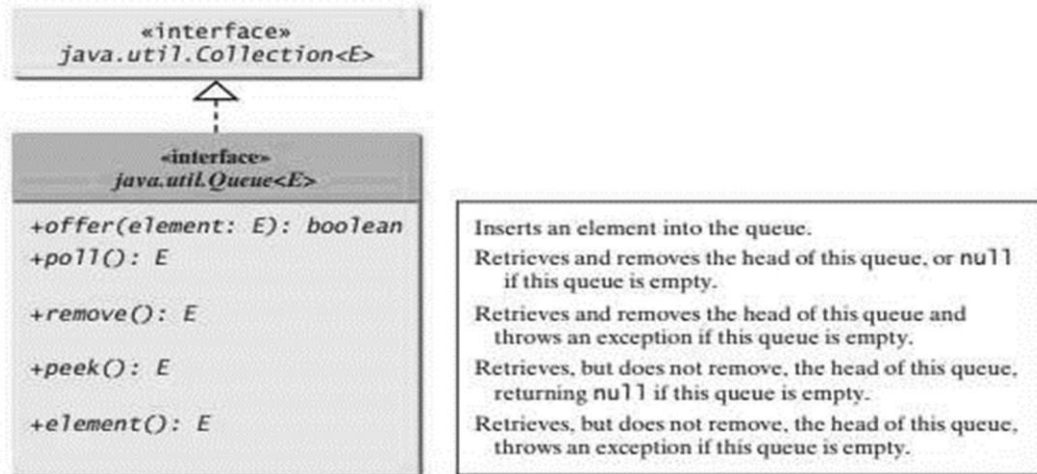 «interface»
java.util.Collection<E>
«interface»
java.util.Queue<E>
+offer(element: E): boolean
+poll(): E
+remove(): E
+peek(): E
+element(): E
Inserts an element into the queue.
Retrieves and removes the head of this queue, or null
if this queue is empty.
Retrieves and removes the head of this queue and
throws an exception if this queue is empty.
Retrieves, but does not remove, the head of this queue,
returning null if this queue is empty.
Retrieves, but does not remove, the head of this queue,
throws an exception if this queue is empty.